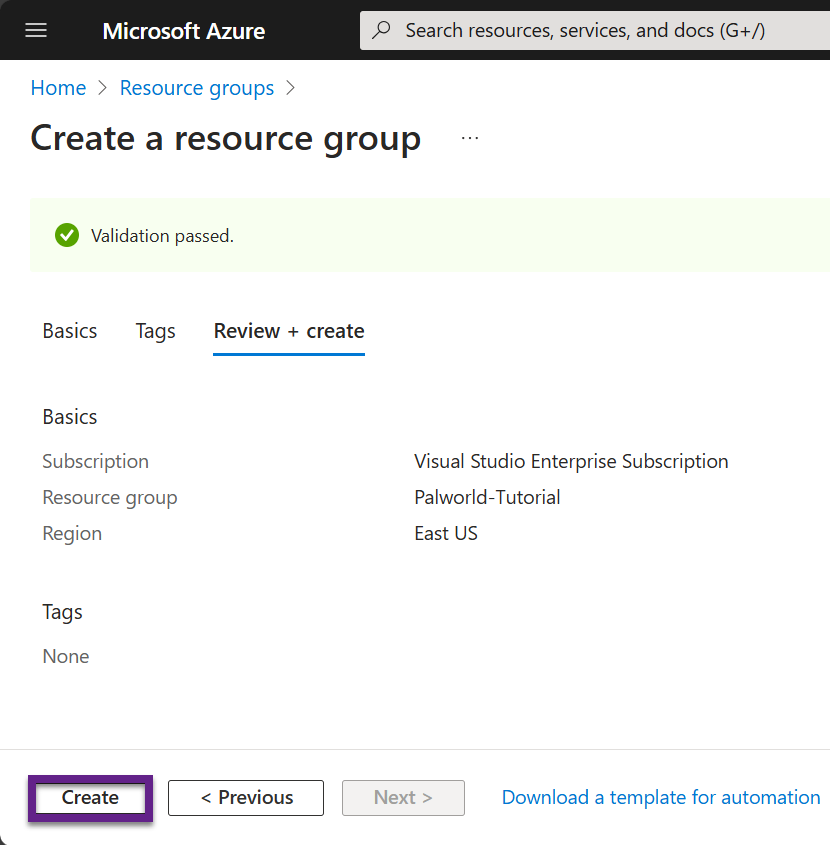 Microsoft Azure
Search resources, services, and docs (G+/)
Home > Resource groups >
Create a resource group ...
Validation passed.
Basics Tags Review + create
Basics
Subscription Visual Studio Enterprise Subscription
Resource group Palworld-Tutorial
Region East US
Tags
None
Create < Previous Next > Download a template for automation